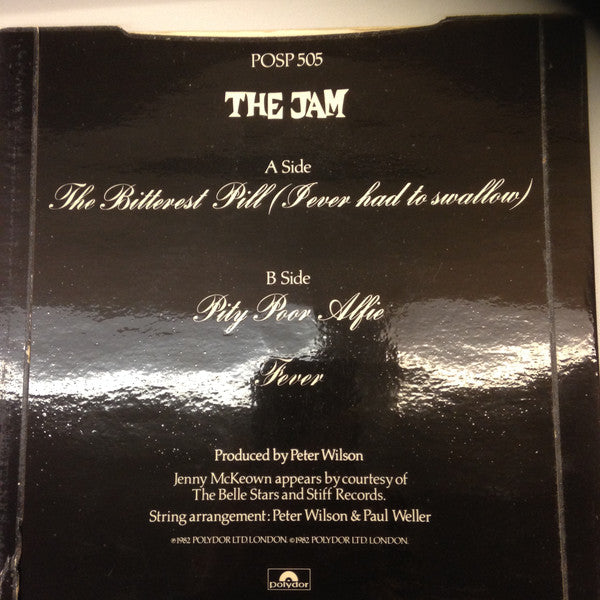 POSP 505
THE JAM
A Side
The Bitterest Pill (I ever had to swallow)
B Side
Pity Poor Alfie
Fever
Produced by Peter Wilson
Jenny McKeown appears by courtesy of
The Belle Stars and Stiff Records.
String arrangement: Peter Wilson & Paul Weller
℗ 1982 POLYDOR LTD LONDON. © 1982 POLYDOR LTD LONDON.
polydor